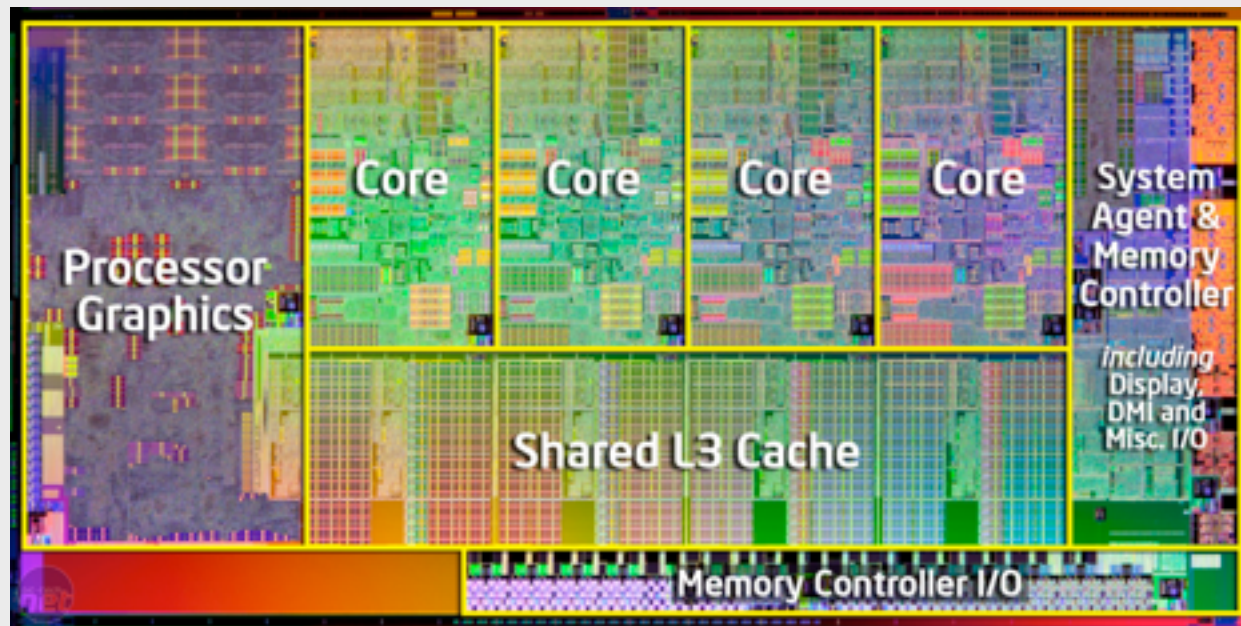 Processor
Graphics
Core
Core
Core
Core
System
Agent &
Memory
Controller
including
Display,
DMI and
Misc. I/O
Shared L3 Cache
Memory Controller I/O